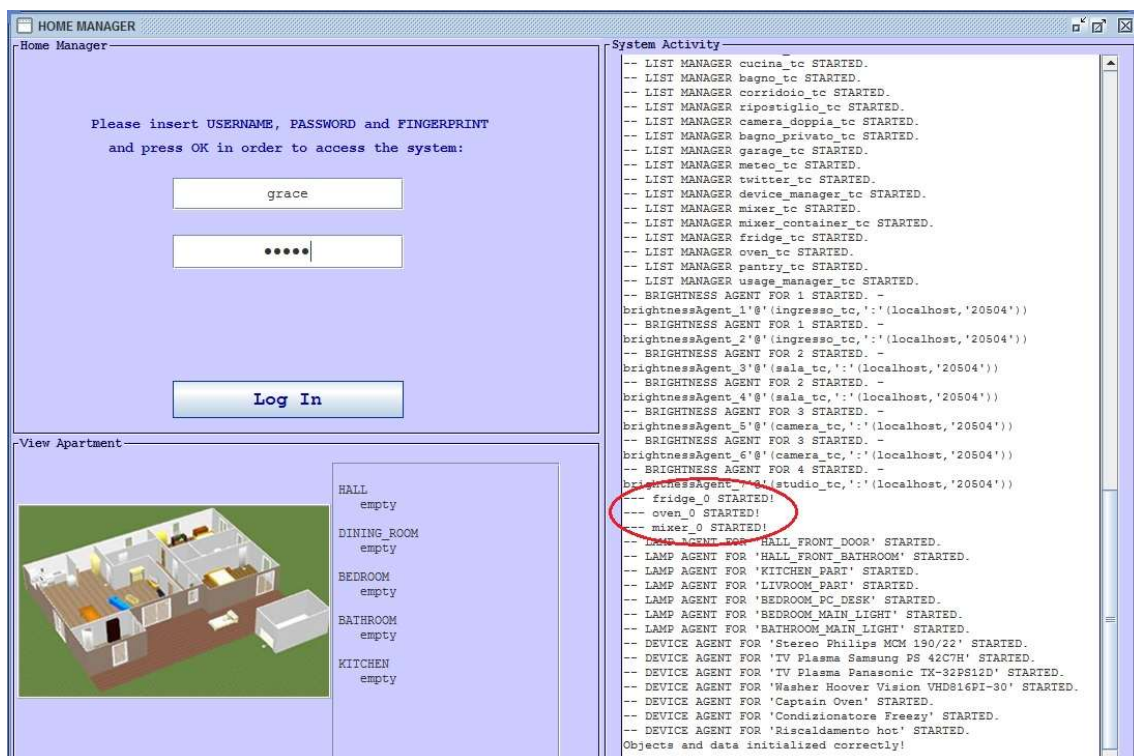 HOME MANAGER
Home Manager
Please insert USERNAME, PASSWORD and FINGERPRINT
and press OK in order to access the system:
grace
•••••
Log In
View Apartment
HALL
empty
DINING_ROOM
empty
BEDROOM
empty
BATHROOM
empty
KITCHEN
empty
System Activity
-- LIST MANAGER cucina_tc STARTED.
-- LIST MANAGER bagno_tc STARTED.
-- LIST MANAGER corridoio_tc STARTED.
-- LIST MANAGER ripostiglio_tc STARTED.
-- LIST MANAGER camera_doppia_tc STARTED.
-- LIST MANAGER bagno_privato_tc STARTED.
-- LIST MANAGER garage_tc STARTED.
-- LIST MANAGER meteo_tc STARTED.
-- LIST MANAGER twitter_tc STARTED.
-- LIST MANAGER device_manager_tc STARTED.
-- LIST MANAGER mixer_tc STARTED.
-- LIST MANAGER mixer_container_tc STARTED.
-- LIST MANAGER fridge_tc STARTED.
-- LIST MANAGER oven_tc STARTED.
-- LIST MANAGER pantry_tc STARTED.
-- LIST MANAGER usage_manager_tc STARTED.
-- BRIGHTNESS AGENT FOR 1 STARTED. -
brightnessAgent_1'@'(ingresso_tc,':'(localhost,'20504'))
-- BRIGHTNESS AGENT FOR 1 STARTED. -
brightnessAgent_2'@'(ingresso_tc,':'(localhost,'20504'))
-- BRIGHTNESS AGENT FOR 2 STARTED. -
brightnessAgent_3'@'(sala_tc,':'(localhost,'20504'))
-- BRIGHTNESS AGENT FOR 2 STARTED. -
brightnessAgent_4'@'(sala_tc,':'(localhost,'20504'))
-- BRIGHTNESS AGENT FOR 3 STARTED. -
brightnessAgent_5'@'(camera_tc,':'(localhost,'20504'))
-- BRIGHTNESS AGENT FOR 3 STARTED. -
brightnessAgent_6'@'(camera_tc,':'(localhost,'20504'))
-- BRIGHTNESS AGENT FOR 4 STARTED. -
brightnessAgent_7'@'(studio_tc,':'(localhost,'20504'))
--- fridge_0 STARTED!
--- oven_0 STARTED!
--- mixer_0 STARTED!
-- LAMP AGENT FOR 'HALL_FRONT_DOOR' STARTED.
-- LAMP AGENT FOR 'HALL_FRONT_BATHROOM' STARTED.
-- LAMP AGENT FOR 'KITCHEN_PART' STARTED.
-- LAMP AGENT FOR 'LIVROOM_PART' STARTED.
-- LAMP AGENT FOR 'BEDROOM_PC_DESK' STARTED.
-- LAMP AGENT FOR 'BEDROOM_MAIN_LIGHT' STARTED.
-- LAMP AGENT FOR 'BATHROOM_MAIN_LIGHT' STARTED.
-- DEVICE AGENT FOR 'Stereo Philips MCM 190/22' STARTED.
-- DEVICE AGENT FOR 'TV Plasma Samsung PS 42C7H' STARTED.
-- DEVICE AGENT FOR 'TV Plasma Panasonic TX-32PS12D' STARTED.
-- DEVICE AGENT FOR 'Washer Hoover Vision VHD816PI-30' STARTED.
-- DEVICE AGENT FOR 'Captain Oven' STARTED.
-- DEVICE AGENT FOR 'Condizionatore Freezy' STARTED.
-- DEVICE AGENT FOR 'Riscaldamento hot' STARTED.
Objects and data initialized correctly!